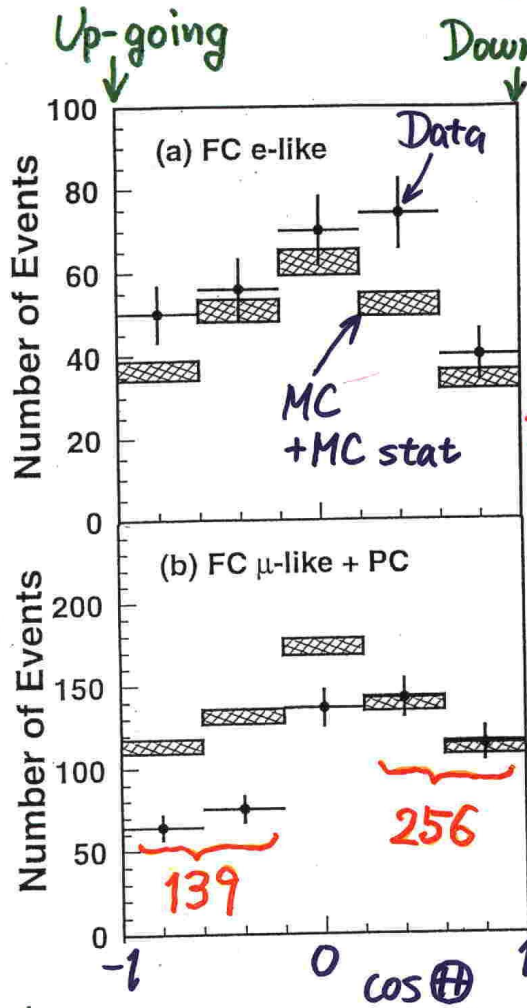 Up-going
Down
100
(a) FC e-like
Data
80
60
40
MC
+MC stat
20
0
Number of Events
(b) FC μ-like + PC
200
150
100
256
50
139
0
Number of Events
-1
0
1
cos Θ